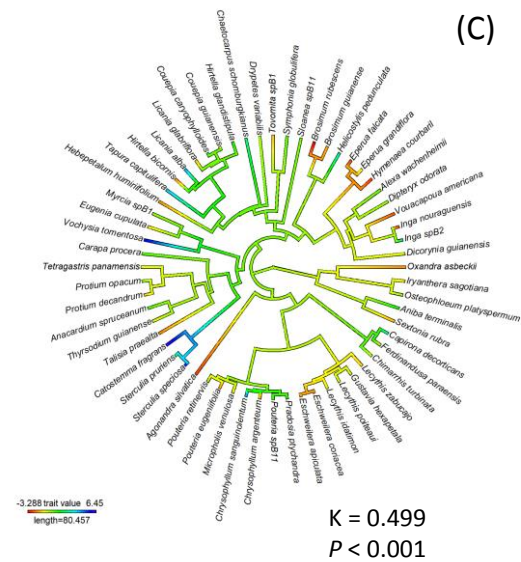 (C)
Chaetocarpus schomburgkianus
Drypetes variabilis
Tovomita spB1
Symphonia globulifera
Sloanea spB11
Brosimum rubescens
Brosimum guianense
Helicostylis pedunculata
Eperua falcata
Eperua grandiflora
Hymenaea courbaril
Alexa wachenheimii
Dipteryx odorata
Vouacapoua americana
Inga nouraguensis
Inga spB2
Dicorynia guianensis
Oxandra asbeckii
Iryanthera sagotiana
Osteophloeum platyspermum
Aniba terminalis
Sextonia rubra
Capirona decorticans
Ferdinandusa paraensis
Chimarrhis turbinata
Lecythis zabucajo
Gustavia hexapetala
Lecythis poiteaui
Lecythis idatimon
Eschweilera coriacea
Eschweilera apiculata
Pradosia ptychandra
Pouteria spB11
Chrysophyllum argenteum
Chrysophyllum sanguinolentum
Micropholis venulosa
Pouteria eugeniifolia
Pouteria retinervis
Agonandra silvatica
Sterculia speciosa
Sterculia pruriens
Catostemma fragrans
Talisia praealta
Thyrsodium guianense
Anacardium spruceanum
Protium decandrum
Protium opacum
Tetragastris panamensis
Carapa procera
Vochysia tomentosa
Eugenia cupulata
Myrcia spB1
Hebepetalum humiriifolium
Tapura capitulifera
Hirtella bicornis
Licania alba
Licania glabriflora
Couepia caryophylloides
Couepia guianensis
Hirtella glandistipula
-3.288 trait value 6.45
length=80.457
K = 0.499
P < 0.001